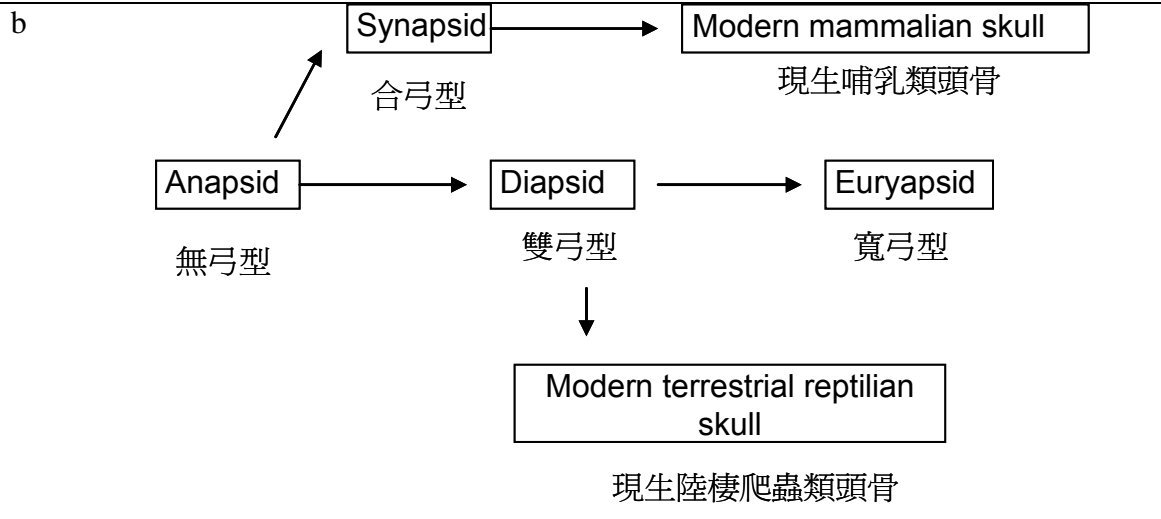 b
Synapsid
Modern mammalian skull
合弓型
現生哺乳類頭骨
Anapsid
Diapsid
Euryapsid
無弓型
雙弓型
寬弓型
Modern terrestrial reptilian
skull
現生陸棲爬蟲類頭骨